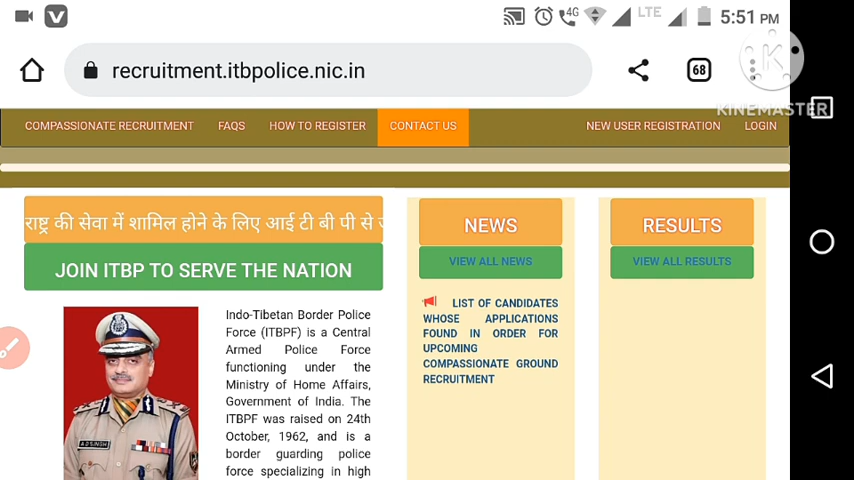 4G LTE 5:51 PM
recruitment.itbpolice.nic.in 68
KINEMASTER
COMPASSIONATE RECRUITMENT FAQS HOW TO REGISTER CONTACT US NEW USER REGISTRATION LOGIN
राष्ट्र की सेवा में शामिल होने के लिए आई टी बी पी से
JOIN ITBP TO SERVE THE NATION
Indo-Tibetan Border Police
Force (ITBPF) is a Central
Armed Police Force
functioning under the
Ministry of Home Affairs,
Government of India. The
ITBPF was raised on 24th
October, 1962, and is a
border guarding police
force specializing in high
A D SINGH
NEWS
VIEW ALL NEWS
LIST OF CANDIDATES
WHOSE APPLICATIONS
FOUND IN ORDER FOR
UPCOMING
COMPASSIONATE GROUND
RECRUITMENT
RESULTS
VIEW ALL RESULTS